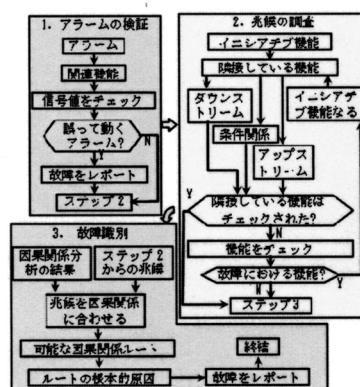 1. アラームの検証
アラーム
関連機能
信号値をチェック
誤って動く
アラーム?
N
Y
故障をレポート
ステップ2
2. 兆候の調査
イニシアチブ機能
隣接している機能
ダウンス
トリーム
イニシアチ
ブ機能なる
条件関係
アップス
トリーム
Y
隣接している機能は
チェックされた?
N
機能をチェック
故障における機能?
Y
N
ステップ3
3. 故障識別
因果関係分
析の結果
ステップ2
からの兆候
兆候を因果関係
に合わせる
可能な因果関係ルート
ルートの根本的原因
終結
故障をレポート